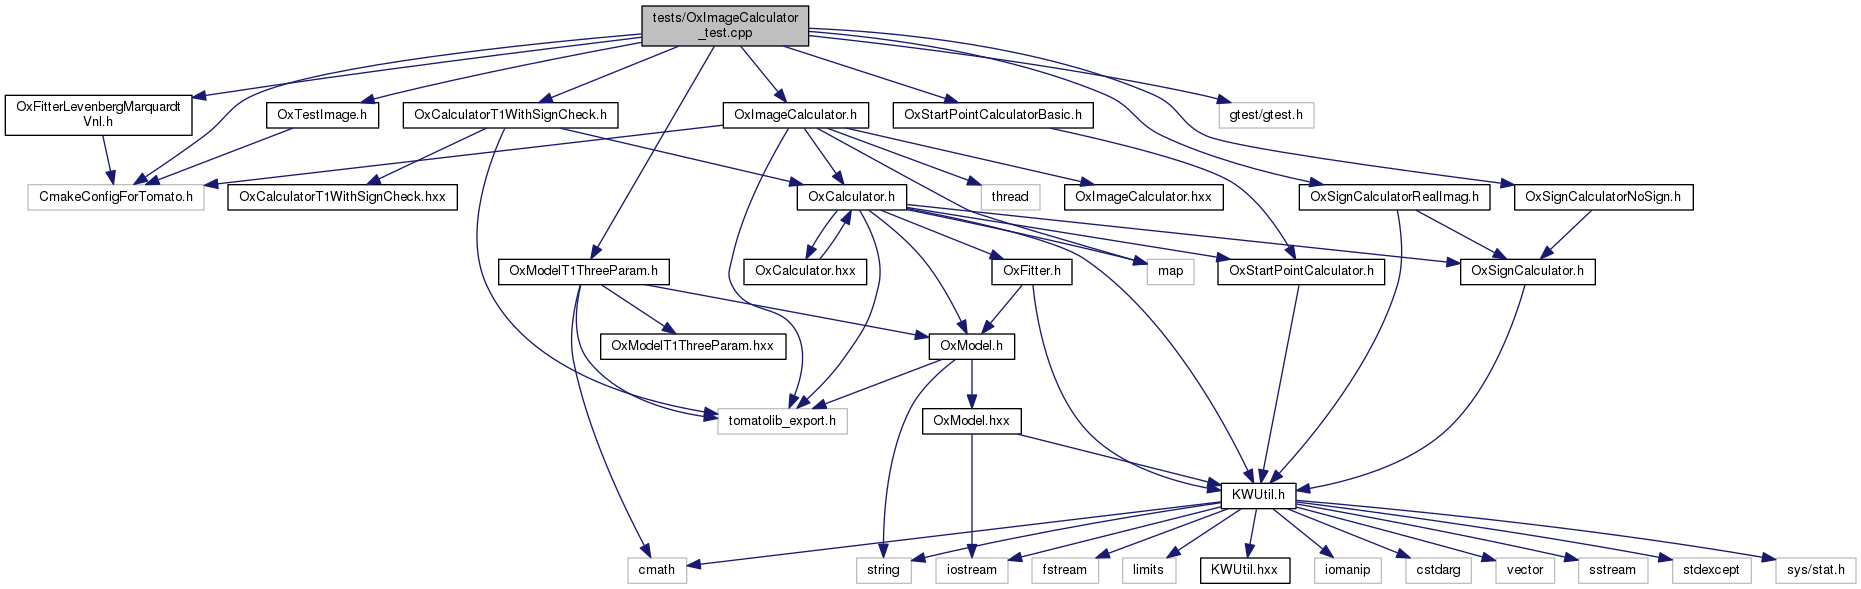 tests/OxImageCalculator
_test.cpp
OxFitterLevenbergMarquardt
Vnl.h
OxTestImage.h
OxCalculatorT1WithSignCheck.h
OxImageCalculator.h
OxStartPointCalculatorBasic.h
gtest/gtest.h
CmakeConfigForTomato.h
OxCalculatorT1WithSignCheck.hxx
OxCalculator.h
thread
OxImageCalculator.hxx
OxSignCalculatorRealImag.h
OxSignCalculatorNoSign.h
OxModelT1ThreeParam.h
OxCalculator.hxx
OxFitter.h
map
OxStartPointCalculator.h
OxSignCalculator.h
OxModelT1ThreeParam.hxx
OxModel.h
tomatolib_export.h
OxModel.hxx
KWUtil.h
cmath
string
iostream
fstream
limits
KWUtil.hxx
iomanip
cstdarg
vector
sstream
stdexcept
sys/stat.h